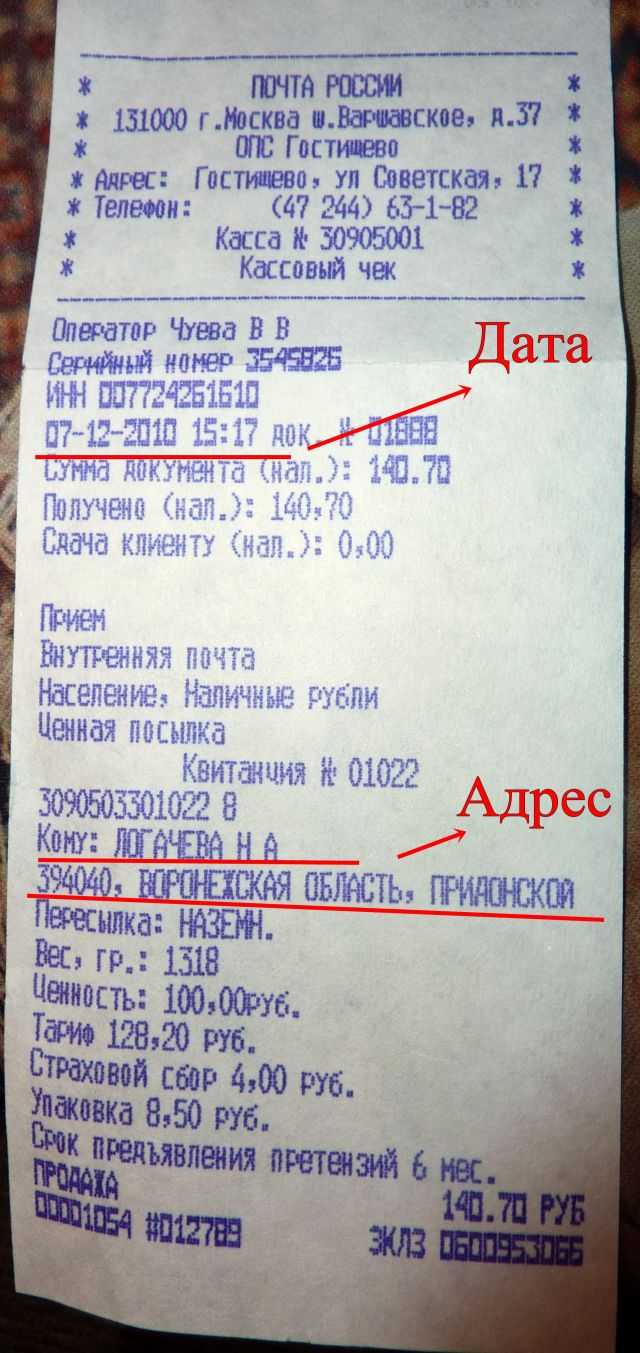 * ПОЧТА РОССИИ *
* 131000 г.Москва ш.Варшавское, д.37 *
* ОПС Гостищево *
* Адрес: Гостищево, ул Советская, 17 *
* Телефон: (47 244) 63-1-82 *
* Касса № 30905001 *
* Кассовый чек *
Оператор Чуева В В
Дата
Серийный номер 3545826
ИНН 007724261610
07-12-2010 15:17 док. № 01888
Сумма документа (нал.): 140.70
Получено (нал.): 140,70
Сдача клиенту (нал.): 0,00
Прием
Внутренняя почта
Население, Наличные рубли
Ценная посылка
Квитанция № 01022
3090503301022 8
Адрес
Кому: ЛОГАЧЕВА Н А
394040, ВОРОНЕЖСКАЯ ОБЛАСТЬ, ПРИДОНСКОЙ
Пересылка: НАЗЕМН.
Вес, гр.: 1318
Ценность: 100,00руб.
Тариф 128,20 руб.
Страховой сбор 4,00 руб.
Упаковка 8,50 руб.
Срок предъявления претензий 6 мес.
ПРОДАЖА 140.70 РУБ
00001054 #012789 ЭКЛЗ 0600953066